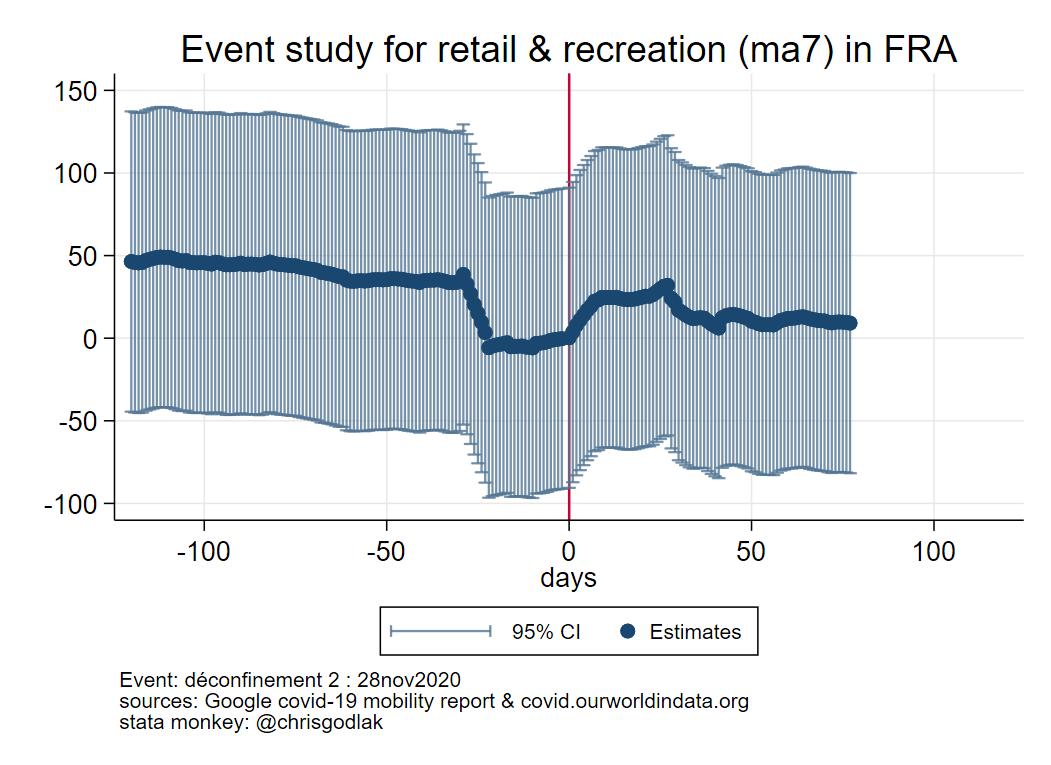 Event study for retail & recreation (ma7) in FRA
150
100
50
0
-50
-100
-100 -50 0 50 100
days
95% CI Estimates
Event: déconfinement 2 : 28nov2020
sources: Google covid-19 mobility report & covid.ourworldindata.org
stata monkey: @chrisgodlak